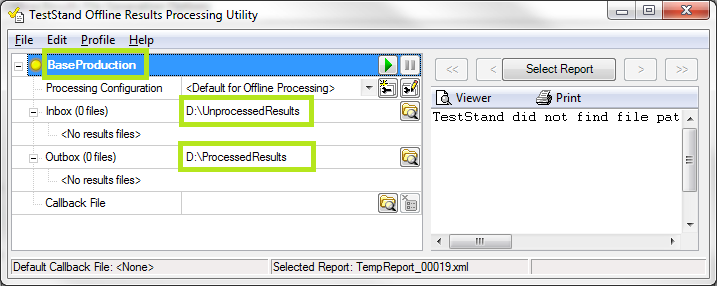 TestStand Offline Results Processing Utility
File Edit Profile Help
BaseProduction
Processing Configuration <Default for Offline Processing>
Inbox (0 files) D:\UnprocessedResults
<No results files>
Outbox (0 files) D:\ProcessedResults
<No results files>
Callback File
<< < Select Report > >>
Viewer Print
TestStand did not find file pat
Default Callback File: <None> Selected Report: TempReport_00019.xml